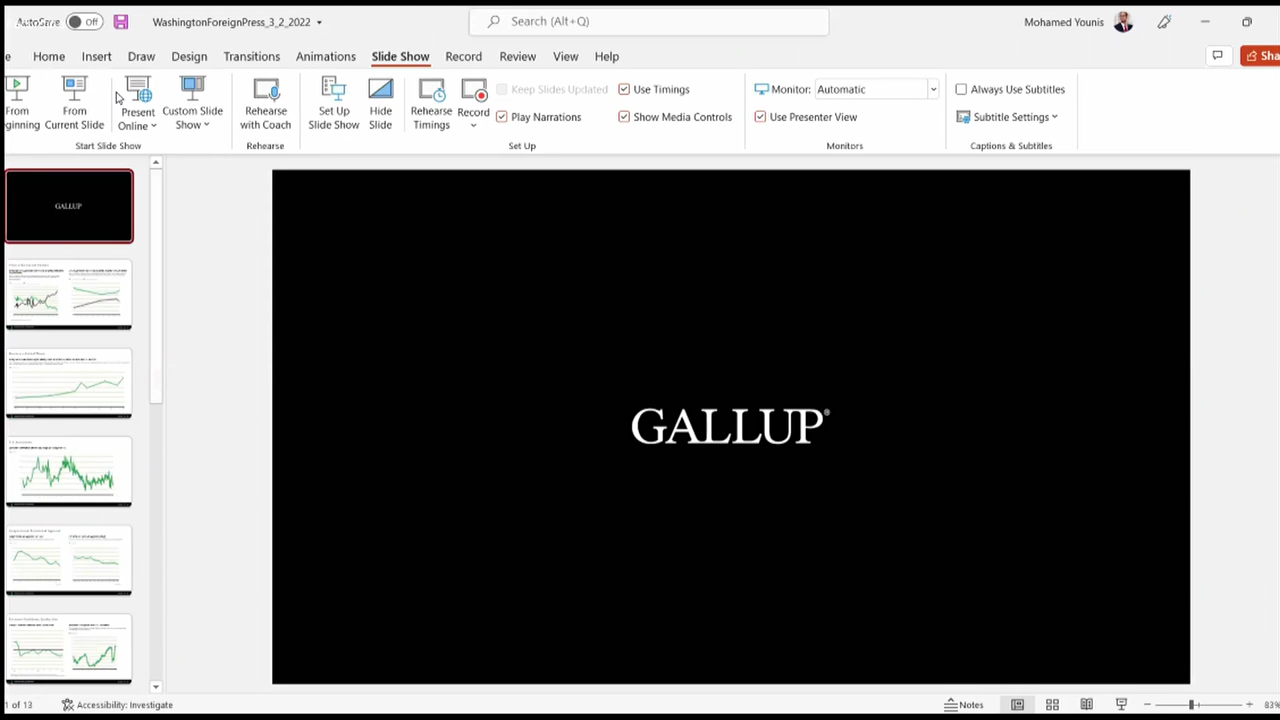 AutoSave Off WashingtonForeignPress_3_2_2022 Search (Alt+Q) Mohamed Younis
e Home Insert Draw Design Transitions Animations Slide Show Record Review View Help Sha
From
ginning
From
Current Slide
Present
Online
Custom Slide
Show
Rehearse
with Coach
Set Up
Slide Show
Hide
Slide
Rehearse
Timings
Record
Keep Slides Updated
Play Narrations
Use Timings
Show Media Controls
Monitor: Automatic
Use Presenter View
Always Use Subtitles
Subtitle Settings
Start Slide Show Rehearse Set Up Monitors Captions & Subtitles
GALLUP
GALLUP®
1 of 13 Accessibility: Investigate Notes 83%